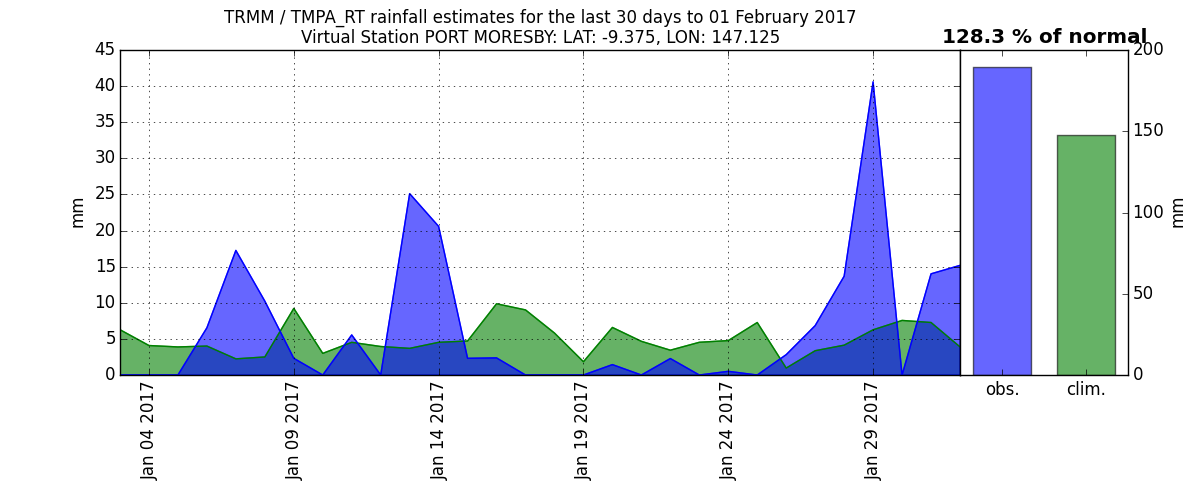 TRMM / TMPA_RT rainfall estimates for the last 30 days to 01 February 2017
Virtual Station PORT MORESBY: LAT: -9.375, LON: 147.125
128.3 % of normal
45
40
35
30
25
20
15
10
5
0
mm
Jan 04 2017
Jan 09 2017
Jan 14 2017
Jan 19 2017
Jan 24 2017
Jan 29 2017
200
150
100
50
0
mm
obs.
clim.